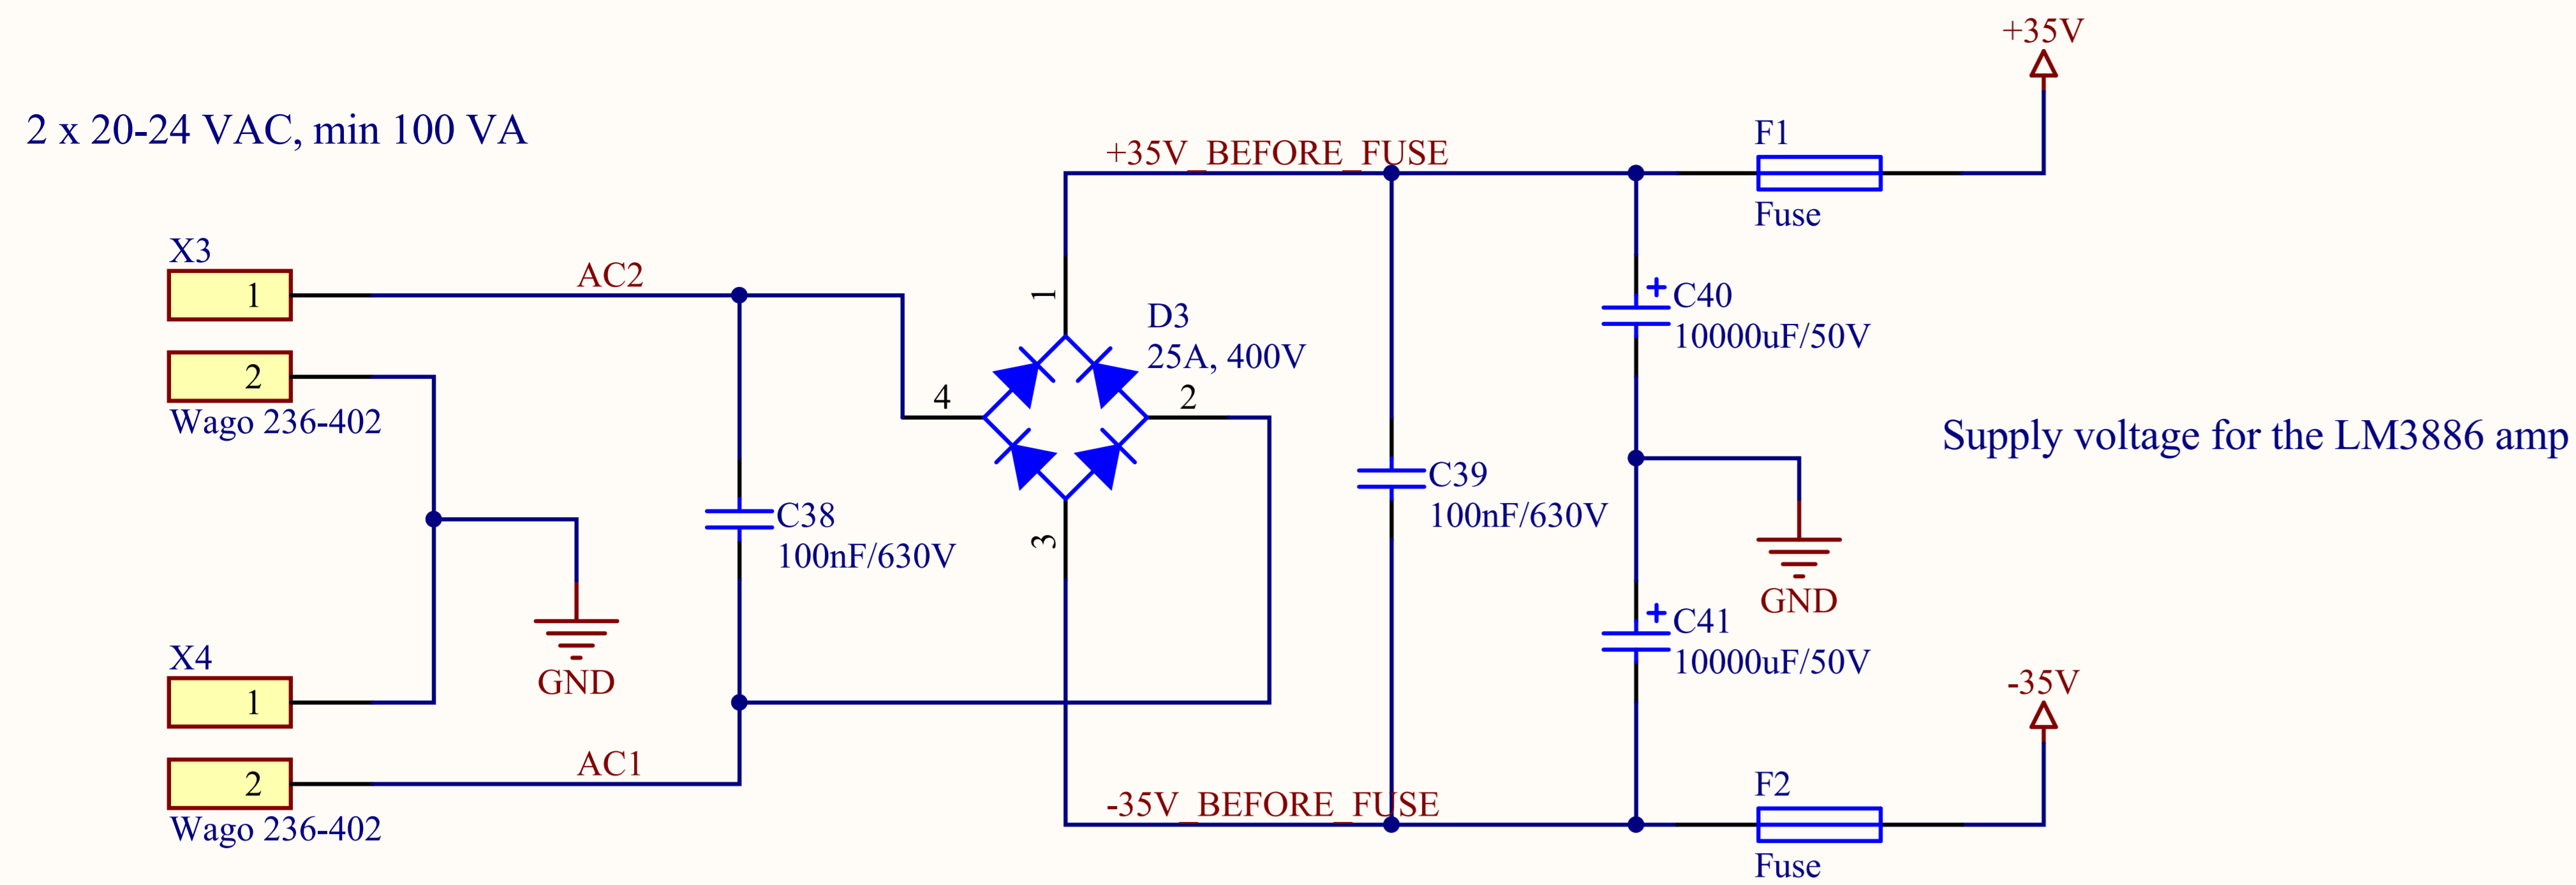 +35V
2 x 20-24 VAC, min 100 VA
F1
+35V_BEFORE_FUSE
Fuse
X3
1
AC2
2
Wago 236-402
1
D3
25A, 400V
4
2
3
C40
10000uF/50V
Supply voltage for the LM3886 amp
C39
100nF/630V
C38
100nF/630V
GND
GND
C41
10000uF/50V
X4
1
2
Wago 236-402
AC1
-35V
-35V_BEFORE_FUSE
F2
Fuse